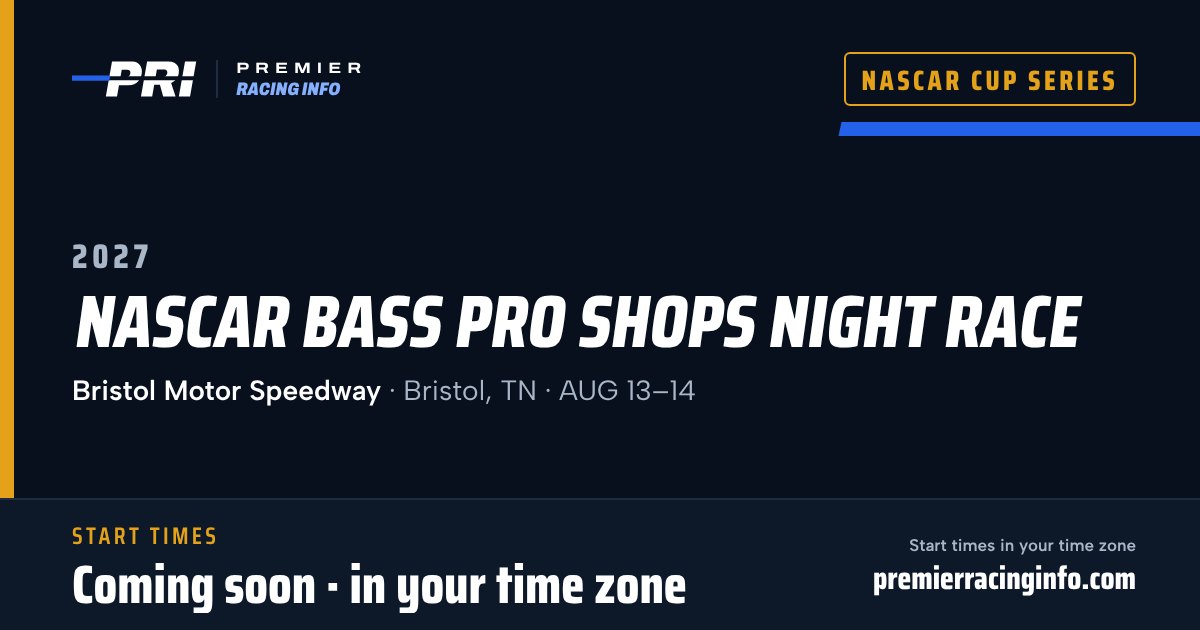 PRI PREMIER
RACING INFO
NASCAR CUP SERIES
2027
NASCAR BASS PRO SHOPS NIGHT RACE
Bristol Motor Speedway · Bristol, TN · AUG 13–14
START TIMES
Coming soon · in your time zone
Start times in your time zone
premierracinginfo.com